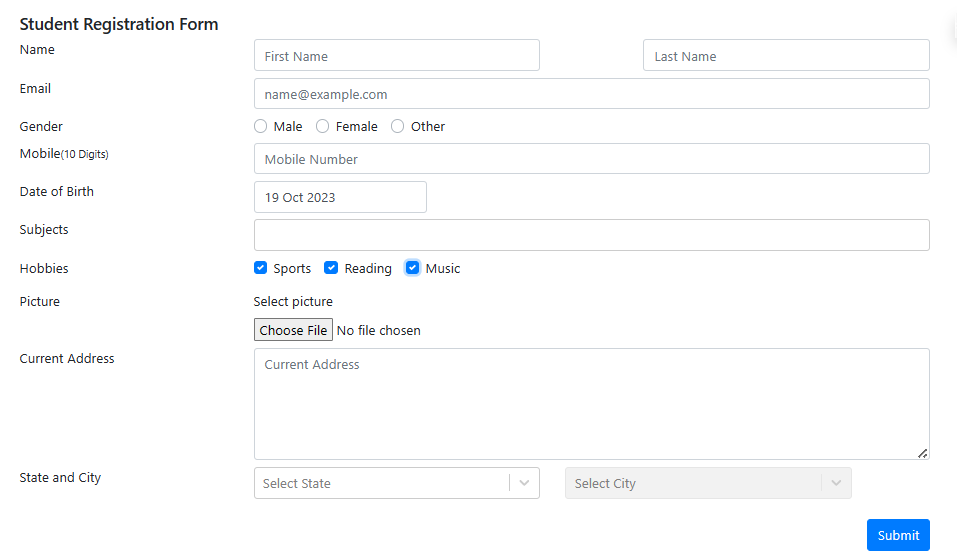 Student Registration Form
Name First Name Last Name
Email name@example.com
Gender Male Female Other
Mobile(10 Digits) Mobile Number
Date of Birth 19 Oct 2023
Subjects
Hobbies Sports Reading Music
Picture Select picture
Choose File No file chosen
Current Address Current Address
State and City Select State Select City
Submit